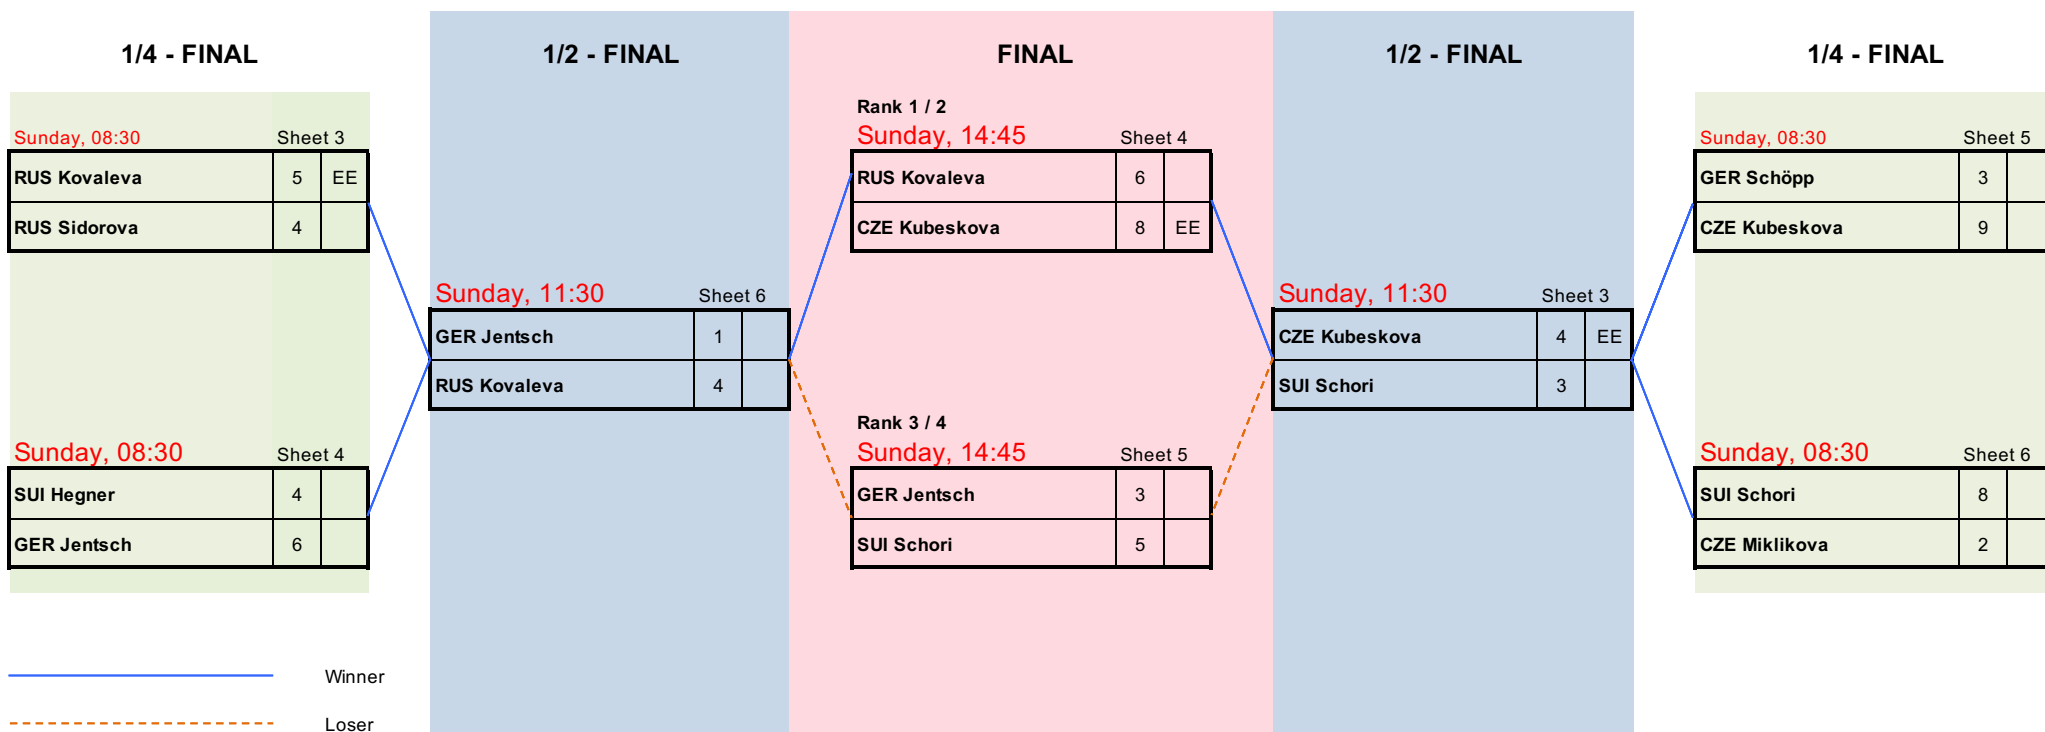 1/4 - FINAL 1/2 - FINAL FINAL 1/2 - FINAL 1/4 - FINAL
Rank 1 / 2
Sunday, 08:30 Sheet 3 Sunday, 14:45 Sheet 4 Sunday, 08:30 Sheet 5
RUS Kovaleva 5 EE RUS Kovaleva 6 GER Schöpp 3
RUS Sidorova 4 CZE Kubeskova 8 EE CZE Kubeskova 9
Sunday, 11:30 Sheet 6 Sunday, 11:30 Sheet 3
GER Jentsch 1 CZE Kubeskova 4 EE
RUS Kovaleva 4 SUI Schori 3
Rank 3 / 4
Sunday, 08:30 Sheet 4 Sunday, 14:45 Sheet 5 Sunday, 08:30 Sheet 6
SUI Hegner 4 GER Jentsch 3 SUI Schori 8
GER Jentsch 6 SUI Schori 5 CZE Miklikova 2
Winner
Loser